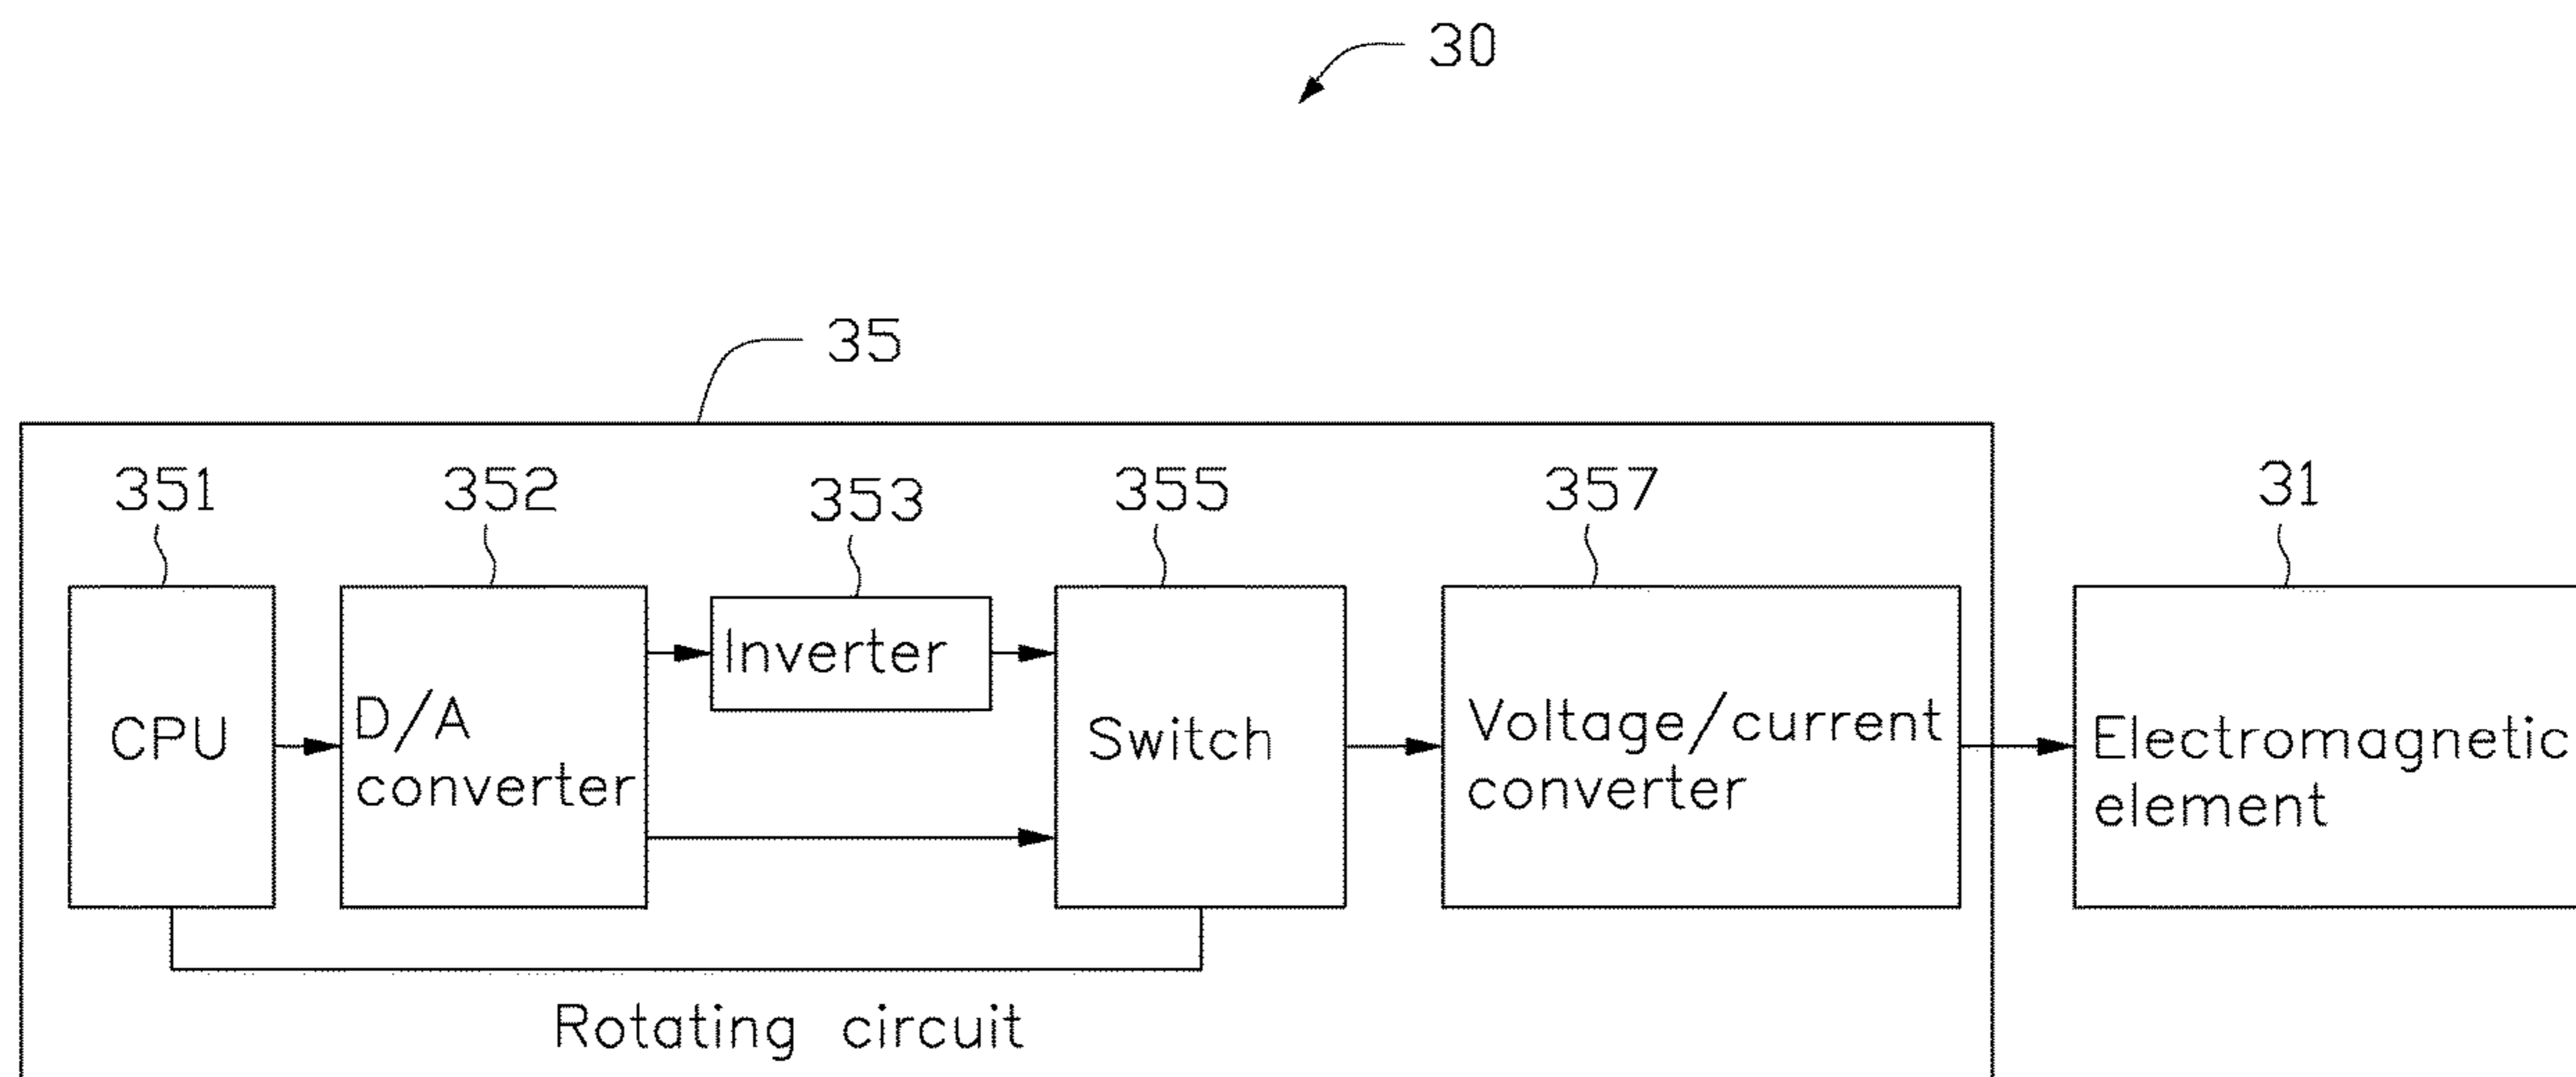 30
35
351
352
353
355
357
31
CPU
D/A
converter
Inverter
Switch
Voltage/current
converter
Electromagnetic
element
Rotating circuit